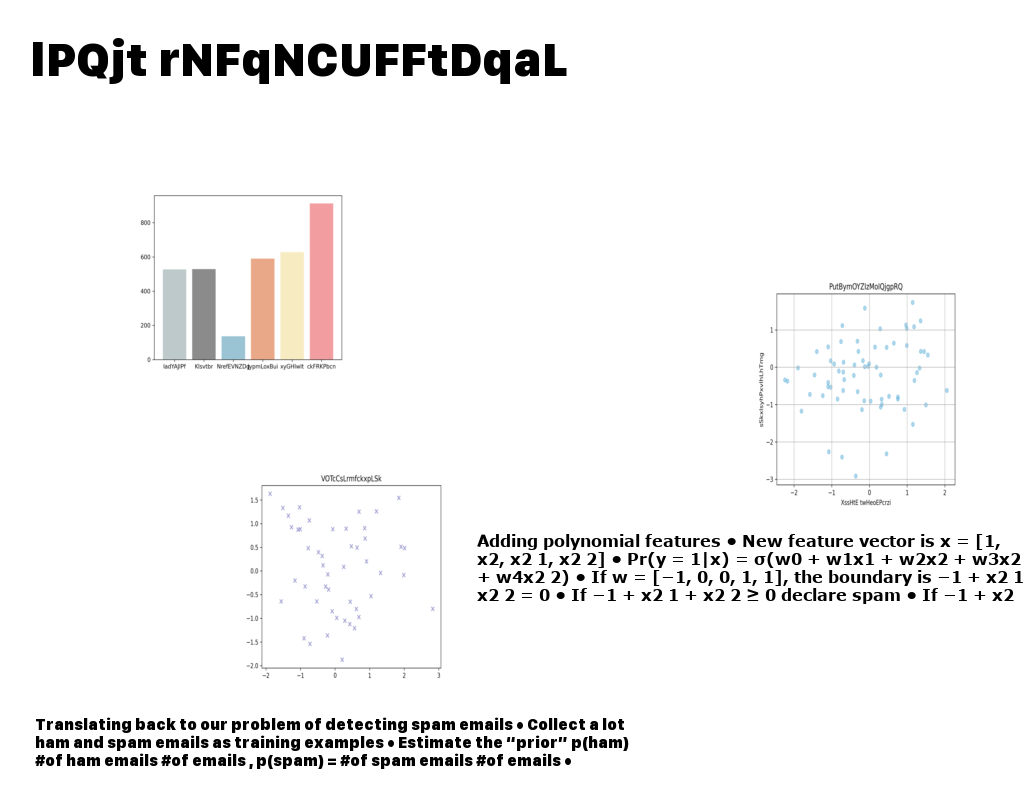 lPQjt rNFqNCUFFtDqaL
800
600
400
200
0
ladYAJlPf Klsvtbr xyGHlwit ckFRKPbcn
PutBymOYZlzMolQjgpRQ
1
0
−1
−2
−3
−2 −1 0 1 2
XssHtE twHeoEPcrzi
VOTcCsLrmfckxpLSk
1.5
1.0
0.5
0.0
−0.5
−1.0
−1.5
−2.0
−2 −1 0 1 2 3
Adding polynomial features • New feature vector is x = [1,
x2, x2 1, x2 2] • Pr(y = 1|x) = σ(w0 + w1x1 + w2x2 + w3x2
+ w4x2 2) • If w = [−1, 0, 0, 1, 1], the boundary is −1 + x2 1
x2 2 = 0 • If −1 + x2 1 + x2 2 ≥ 0 declare spam • If −1 + x2
Translating back to our problem of detecting spam emails • Collect a lot
ham and spam emails as training examples • Estimate the “prior” p(ham)
#of ham emails #of emails , p(spam) = #of spam emails #of emails •